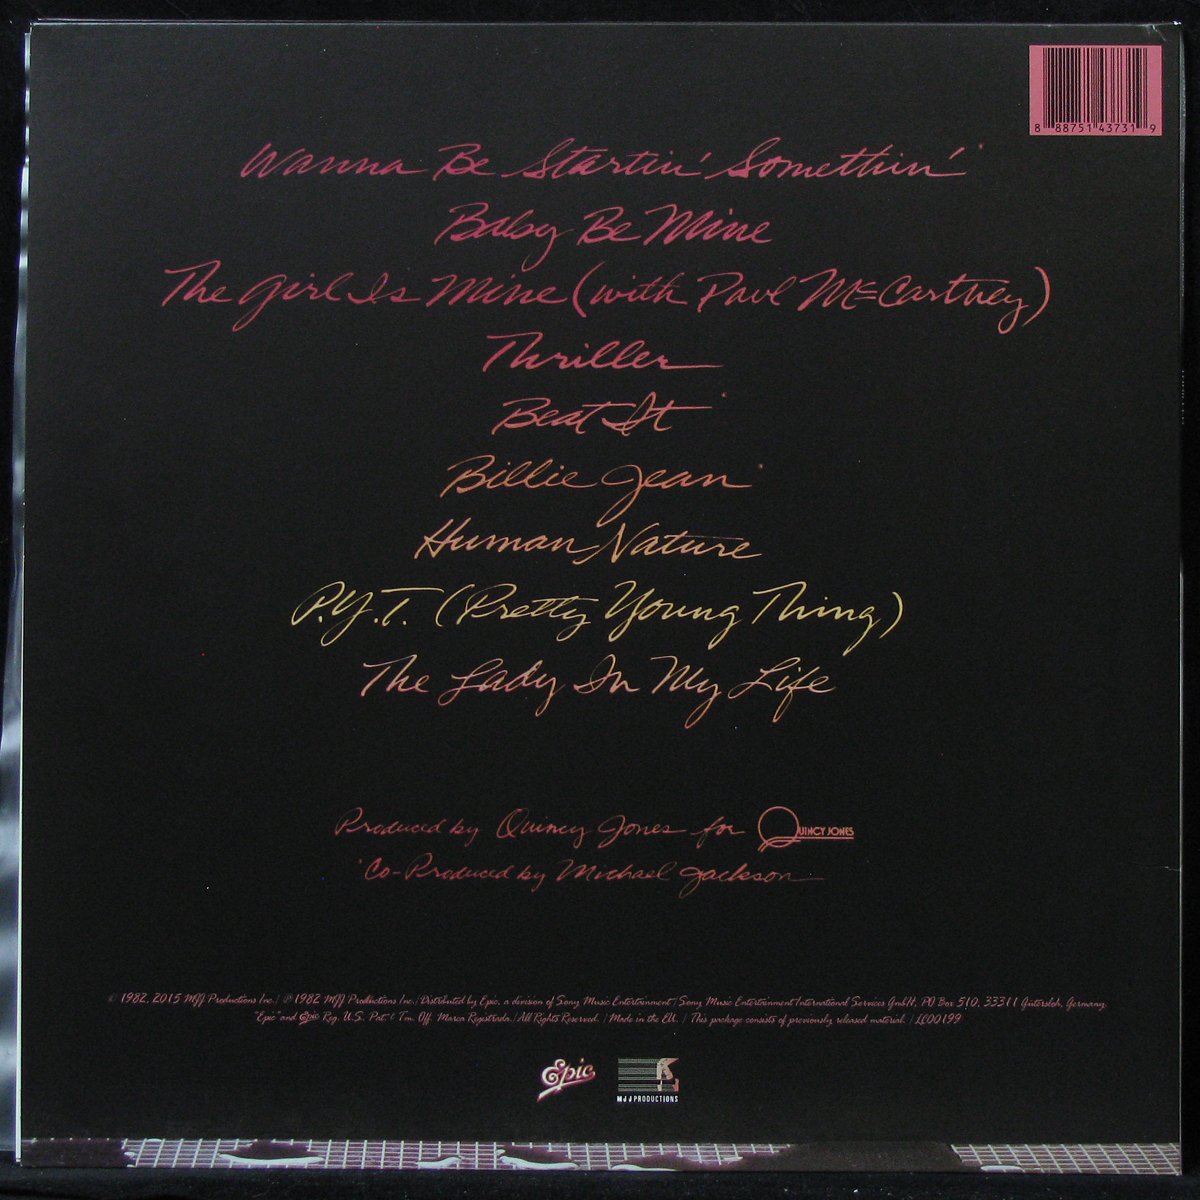 8 88751 43731 9
Wanna Be Startin' Somethin'*
Baby Be Mine
The Girl Is Mine (with Paul McCartney)
Thriller
Beat It*
Billie Jean*
Human Nature
P.Y.T. (Pretty Young Thing)
The Lady In My Life
Produced by Quincy Jones for QUINCY JONES
*Co-Produced by Michael Jackson
© 1982, 2015 MJJ Productions Inc./ ℗ 1982 MJJ Productions Inc./Distributed by Epic, a division of Sony Music Entertainment/Sony Music Entertainment International Services GmbH, PO Box 510, 33311 Gütersloh, Germany.
"Epic" and Epic Reg. U.S. Pat & Tm. Off. Marca Registrada./All Rights Reserved. / Made in the EU. / This package consists of previously released material. / LC00199
Epic
MJJ PRODUCTIONS